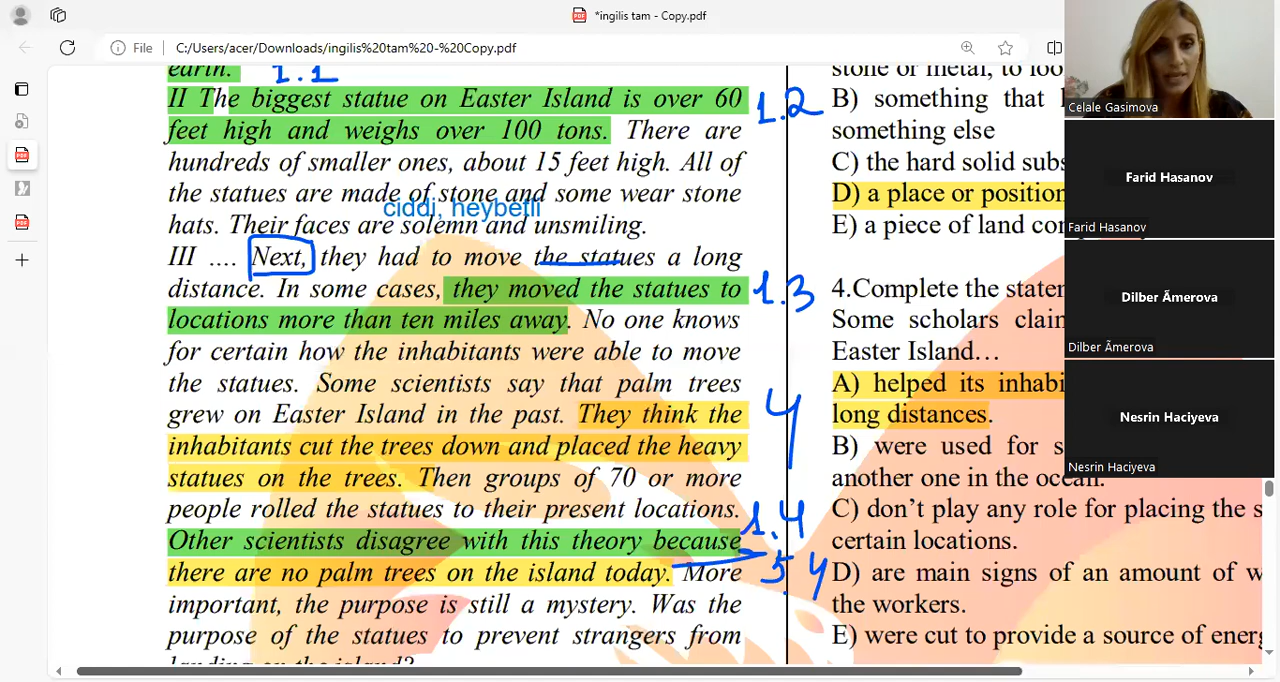 *ingilis tam - Copy.pdf
File C:/Users/acer/Downloads/ingilis%20tam%20-%20Copy.pdf
earth. 1.1
II The biggest statue on Easter Island is over 60 1.2
feet high and weighs over 100 tons. There are
hundreds of smaller ones, about 15 feet high. All of
the statues are made of stone and some wear stone
ciddi, heybetli
hats. Their faces are solemn and unsmiling.
III .... Next, they had to move the statues a long
distance. In some cases, they moved the statues to 1.3
locations more than ten miles away. No one knows
for certain how the inhabitants were able to move
the statues. Some scientists say that palm trees
grew on Easter Island in the past. They think the 4
inhabitants cut the trees down and placed the heavy
statues on the trees. Then groups of 70 or more
people rolled the statues to their present locations.
Other scientists disagree with this theory because 1.4
there are no palm trees on the island today. More 5.4
important, the purpose is still a mystery. Was the
purpose of the statues to prevent strangers from
landing on the island?
stone or metal, to loo
B) something that
something else
C) the hard solid subs
D) a place or position
E) a piece of land con
4.Complete the stater
Some scholars claim
Easter Island…
A) helped its inhabi
long distances.
B) were used for s
another one in the ocean.
C) don’t play any role for placing the s
certain locations.
D) are main signs of an amount of w
the workers.
E) were cut to provide a source of energ
Celale Gasimova
Farid Hasanov
Farid Hasanov
Dilber Ãmerova
Dilber Ãmerova
Nesrin Haciyeva
Nesrin Haciyeva